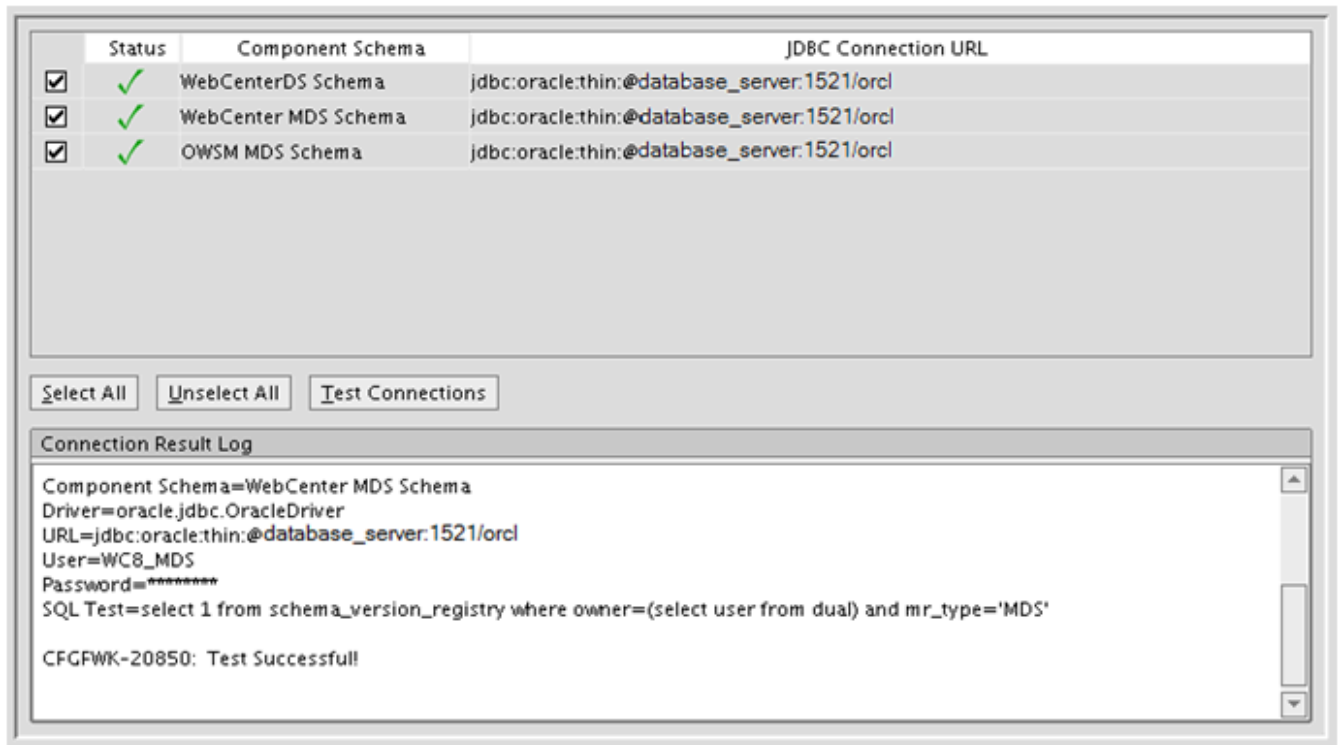 Status Component Schema JDBC Connection URL
WebCenterDS Schema jdbc:oracle:thin:@database_server:1521/orcl
WebCenter MDS Schema jdbc:oracle:thin:@database_server:1521/orcl
OWSM MDS Schema jdbc:oracle:thin:@database_server:1521/orcl
Select All Unselect All Test Connections
Connection Result Log
Component Schema=WebCenter MDS Schema
Driver=oracle.jdbc.OracleDriver
URL=jdbc:oracle:thin:@database_server:1521/orcl
User=WC8_MDS
Password=********
SQL Test=select 1 from schema_version_registry where owner=(select user from dual) and mr_type='MDS'
CFGFWK-20850: Test Successful!